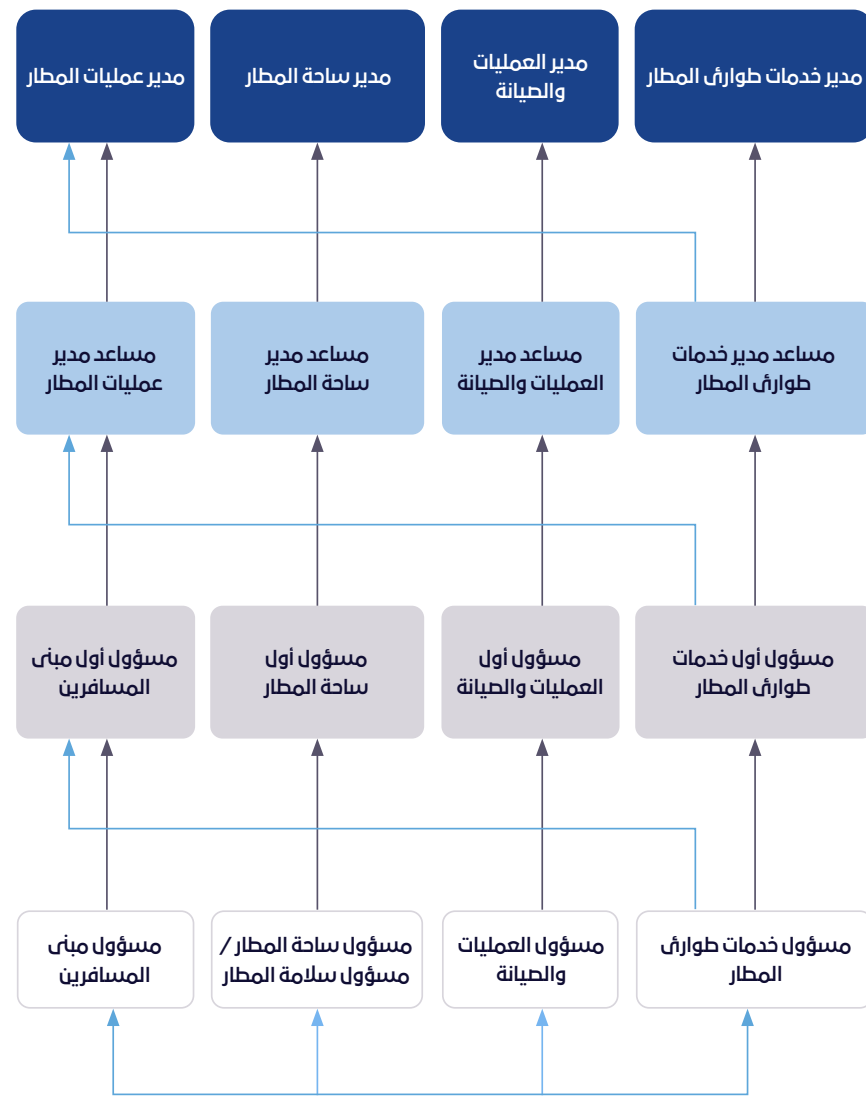 مدير خدمات طوارئ المطار
مدير العمليات
والصيانة
مدير ساحة المطار
مدير عمليات المطار
مساعد مدير خدمات
طوارئ المطار
مساعد مدير
العمليات والصيانة
مساعد مدير
ساحة المطار
مساعد مدير
عمليات المطار
مسؤول أول خدمات
طوارئ المطار
مسؤول أول
العمليات والصيانة
مسؤول أول
ساحة المطار
مسؤول أول مبنى
المسافرين
مسؤول خدمات طوارئ
المطار
مسؤول العمليات
والصيانة
مسؤول ساحة المطار /
مسؤول سلامة المطار
مسؤول مبنى
المسافرين